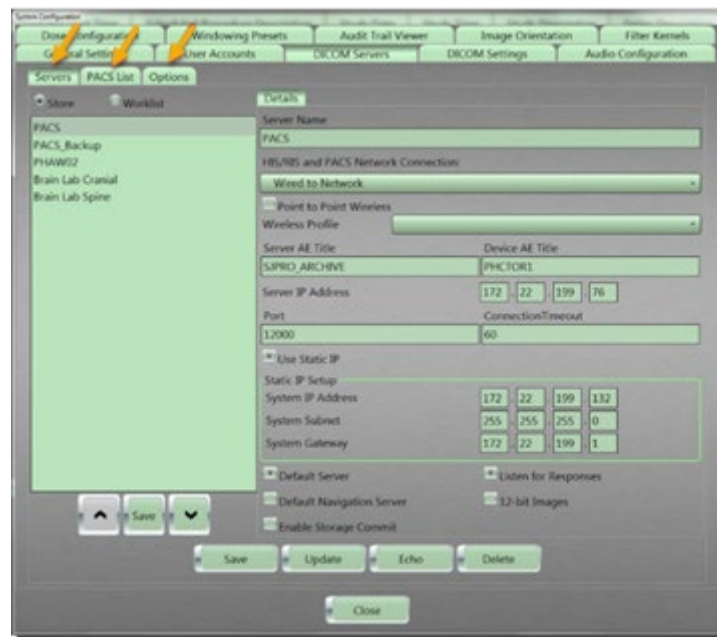 System Configuration
Dose Configuration Windowing Presets Audit Trail Viewer Image Orientation Filter Kernels
General Settings User Accounts DICOM Servers DICOM Settings Audio Configuration
Servers PACS List Options
Store Worklist
Details
PACS
PACS_Backup
PHAW02
Brain Lab Cranial
Brain Lab Spine
Server Name
PACS
HIS/RIS and PACS Network Connection:
Wired to Network
Point to Point Wireless
Wireless Profile
Server AE Title Device AE Title
SJPRO_ARCHIVE PHCTOR1
Server IP Address 172 . 22 . 199 . 76
Port ConnectionTimeout
12000 60
Use Static IP
Static IP Setup
System IP Address 172 . 22 . 199 . 132
System Subnet 255 . 255 . 255 . 0
System Gateway 172 . 22 . 199 . 1
Default Server Listen for Responses
Default Navigation Server 12-bit Images
Enable Storage Commit
Save
Save Update Echo Delete
Close